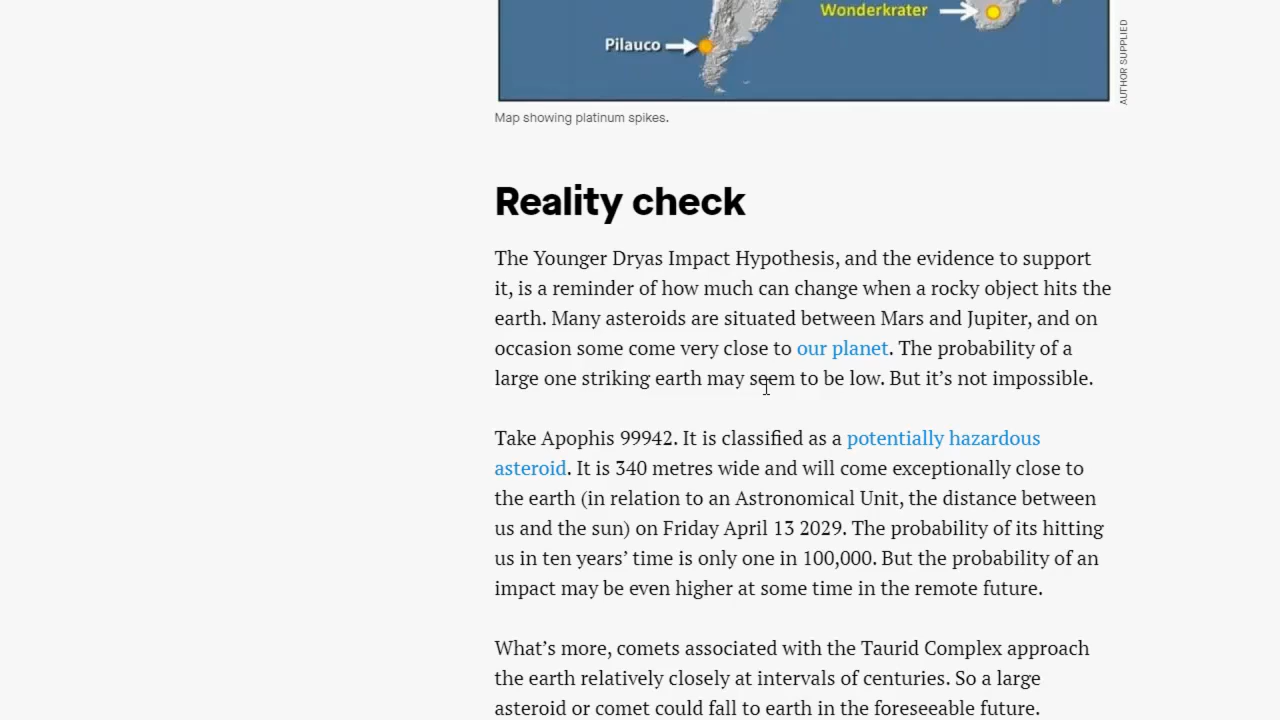 Wonderkrater
Pilauco
AUTHOR SUPPLIED
Map showing platinum spikes.
Reality check
The Younger Dryas Impact Hypothesis, and the evidence to support
it, is a reminder of how much can change when a rocky object hits the
earth. Many asteroids are situated between Mars and Jupiter, and on
occasion some come very close to our planet. The probability of a
large one striking earth may seem to be low. But it’s not impossible.
Take Apophis 99942. It is classified as a potentially hazardous
asteroid. It is 340 metres wide and will come exceptionally close to
the earth (in relation to an Astronomical Unit, the distance between
us and the sun) on Friday April 13 2029. The probability of its hitting
us in ten years’ time is only one in 100,000. But the probability of an
impact may be even higher at some time in the remote future.
What’s more, comets associated with the Taurid Complex approach
the earth relatively closely at intervals of centuries. So a large
asteroid or comet could fall to earth in the foreseeable future.